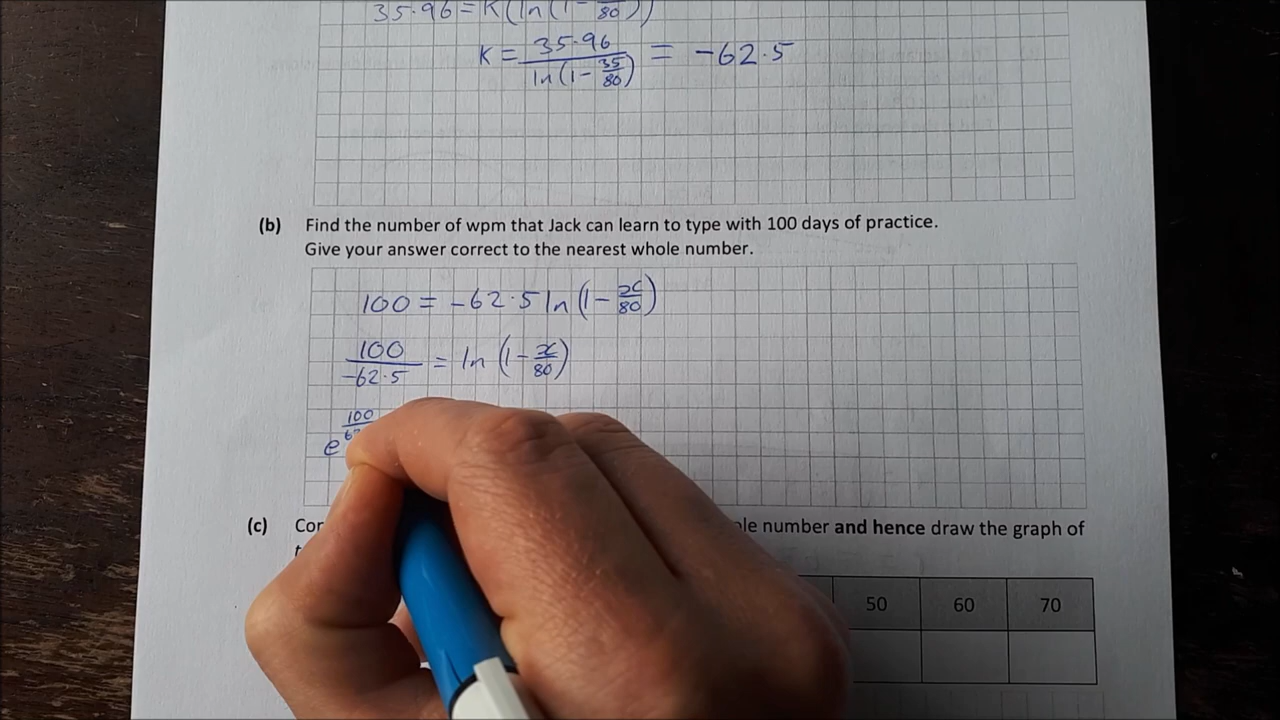 35.96 = K(ln(1- /80))
K = 35.96 / ln(1- 35/80) = -62.5
(b) Find the number of wpm that Jack can learn to type with 100 days of practice.
Give your answer correct to the nearest whole number.
100 = -62.5 ln(1- x/80)
100/-62.5 = ln(1- x/80)
e 100
(c) le number and hence draw the graph of
50 60 70